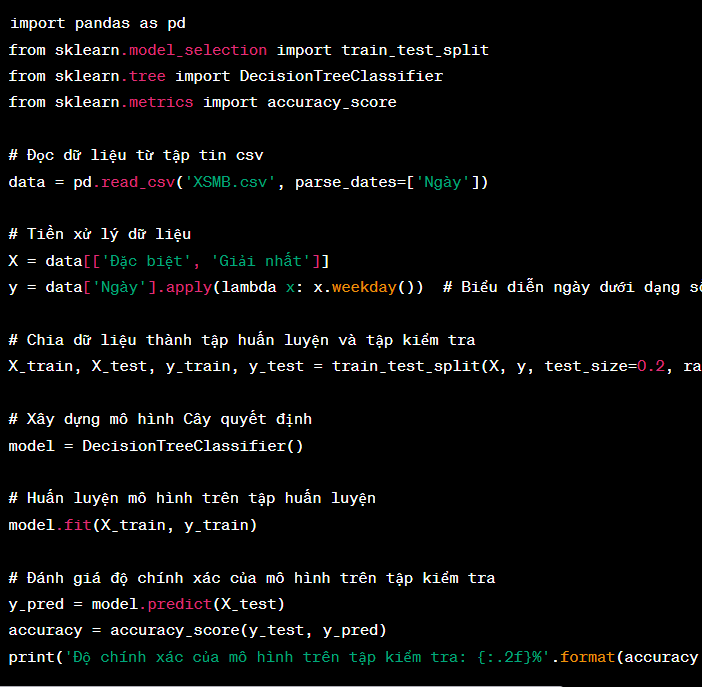 import pandas as pd
from sklearn.model_selection import train_test_split
from sklearn.tree import DecisionTreeClassifier
from sklearn.metrics import accuracy_score
# Đọc dữ liệu từ tập tin csv
data = pd.read_csv('XSMB.csv', parse_dates=['Ngày'])
# Tiền xử lý dữ liệu
X = data[['Đặc biệt', 'Giải nhất']]
y = data['Ngày'].apply(lambda x: x.weekday())  # Biểu diễn ngày dưới dạng số
# Chia dữ liệu thành tập huấn luyện và tập kiểm tra
X_train, X_test, y_train, y_test = train_test_split(X, y, test_size=0.2, ra
# Xây dựng mô hình Cây quyết định
model = DecisionTreeClassifier()
# Huấn luyện mô hình trên tập huấn luyện
model.fit(X_train, y_train)
# Đánh giá độ chính xác của mô hình trên tập kiểm tra
y_pred = model.predict(X_test)
accuracy = accuracy_score(y_test, y_pred)
print('Độ chính xác của mô hình trên tập kiểm tra: {:.2f}%'.format(accuracy